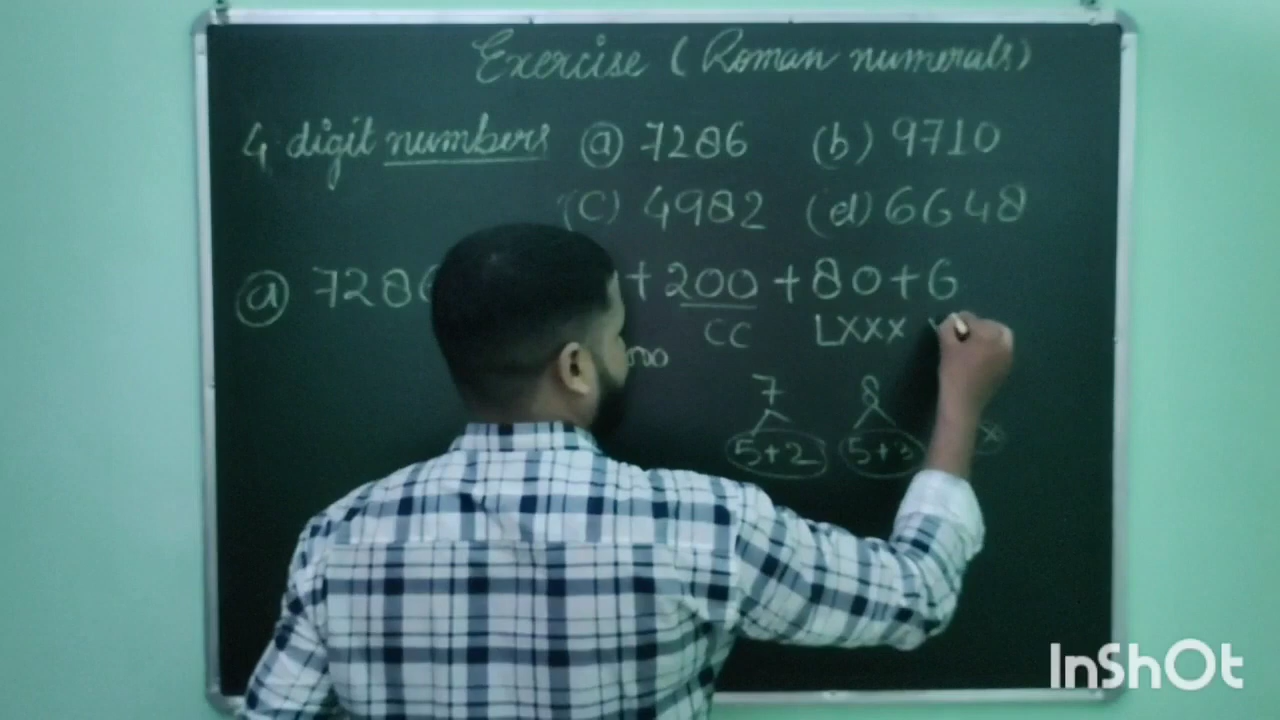 Exercise (Roman numerals)
4 digit numbers (a) 7286 (b) 9710
(c) 4982 (d) 6648
(a) 7286 + 200 + 80 + 6
CC LXXX
7 8
5+2 5+3
InShOt